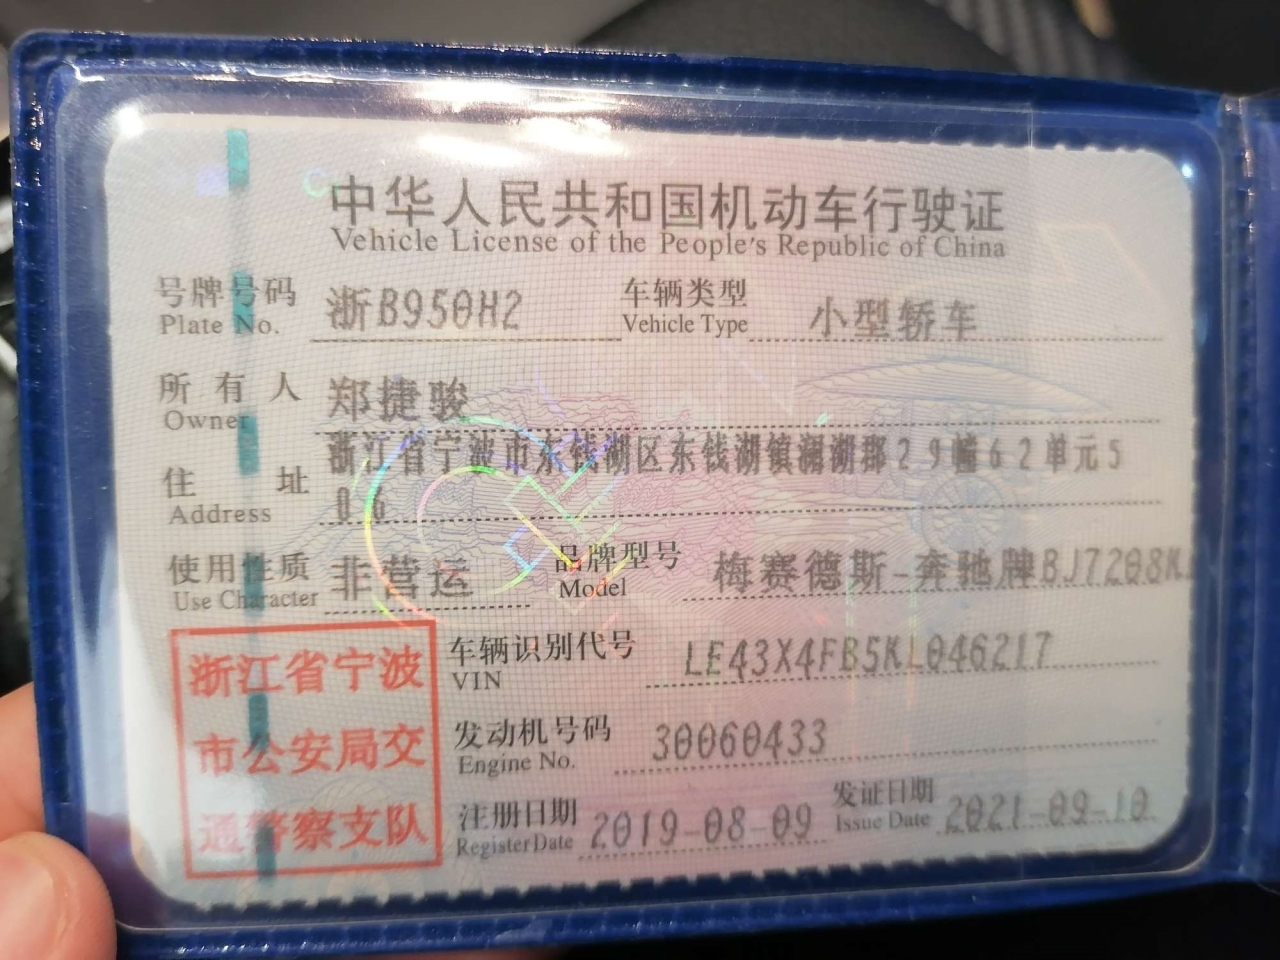 中华人民共和国机动车行驶证
Vehicle License of the People's Republic of China
号牌号码 浙B950H2 车辆类型 小型轿车
Plate No. Vehicle Type
所有人 郑捷骏
Owner
浙江省宁波市东钱湖区东钱湖镇澜湖郡29幢62单元5
住址 06
Address
使用性质 非营运 品牌型号 梅赛德斯-奔驰牌BJ7208K
Use Character Model
车辆识别代号 LE43X4FB5KL046217
VIN
发动机号码 30060433
Engine No.
注册日期 2019-08-09 发证日期 2021-09-10
Register Date Issue Date
浙江省宁波
市公安局交
通警察支队